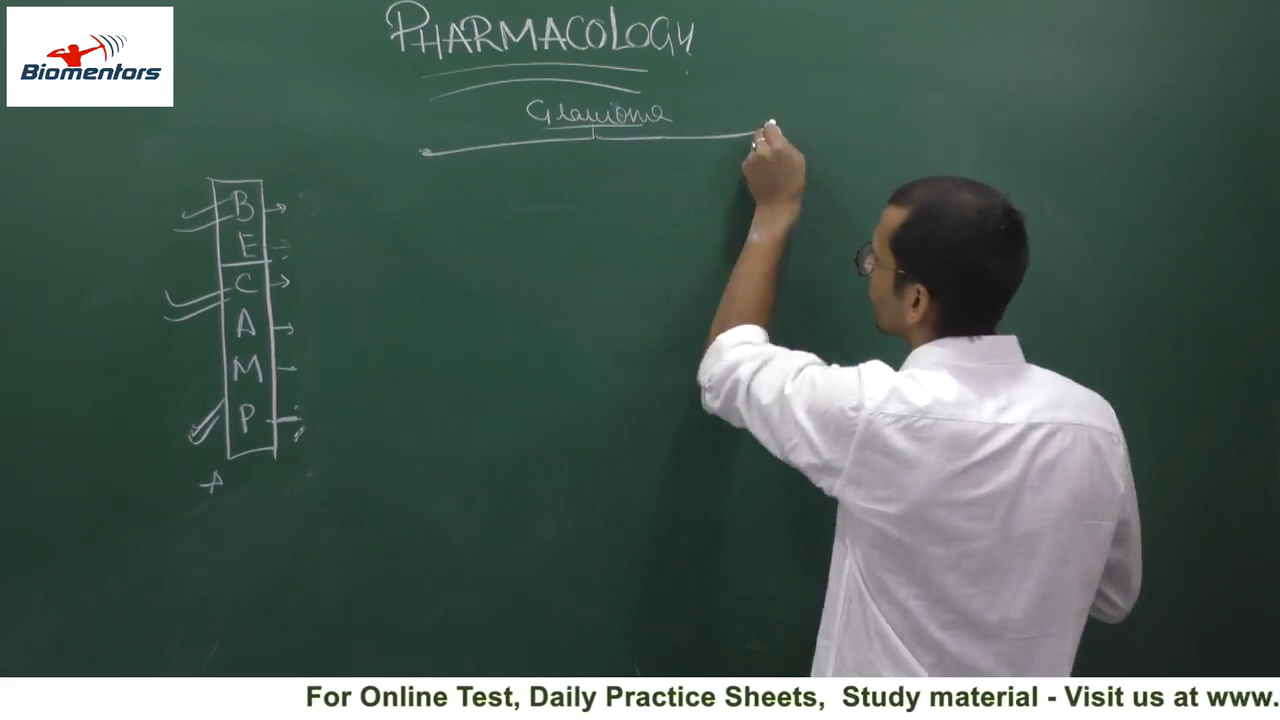 Biomentors
PHARMACOLOGY
Glaucoma
B
E
C
A
M
P
For Online Test, Daily Practice Sheets, Study material - Visit us at www.